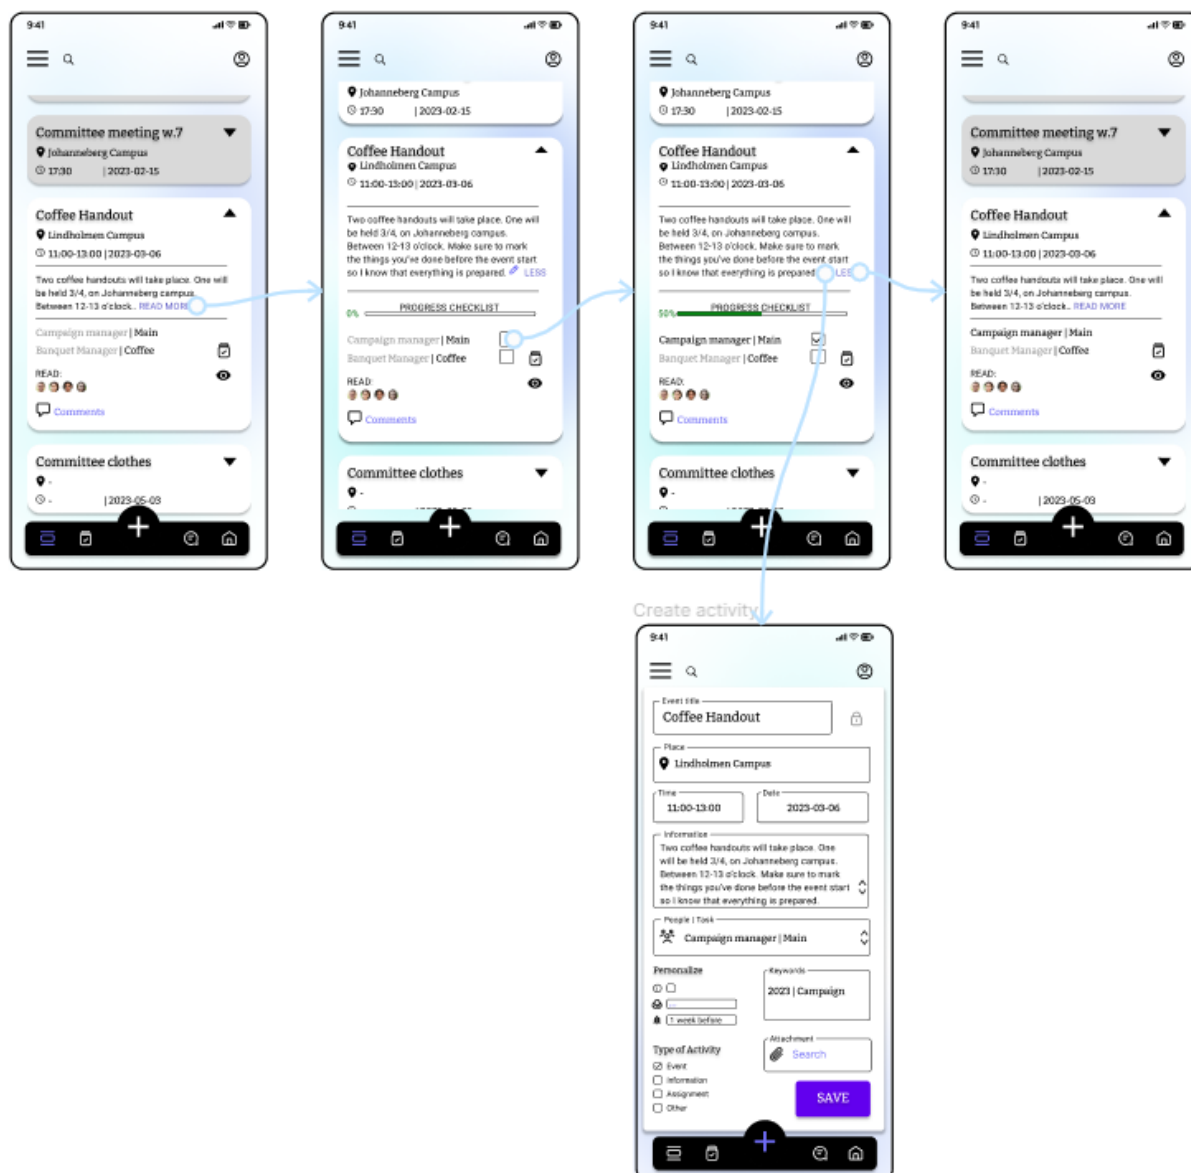 9:41
Committee meeting w.7
Johanneberg Campus
17:30 | 2023-02-15
Coffee Handout
Lindholmen Campus
11:00-13:00 | 2023-03-06
Two coffee handouts will take place. One will
be held 3/4, on Johanneberg campus.
Between 12-13 o'clock.. READ MORE
Campaign manager | Main
Banquet Manager | Coffee
READ:
Comments
Committee clothes
-
- | 2023-05-03
9:41
Johanneberg Campus
17:30 | 2023-02-15
Coffee Handout
Lindholmen Campus
11:00-13:00 | 2023-03-06
Two coffee handouts will take place. One will
be held 3/4, on Johanneberg campus.
Between 12-13 o'clock. Make sure to mark
the things you've done before the event start
so I know that everything is prepared. LESS
PROGRESS CHECKLIST
0%
Campaign manager | Main
Banquet Manager | Coffee
READ:
Comments
Committee clothes
-
9:41
Johanneberg Campus
17:30 | 2023-02-15
Coffee Handout
Lindholmen Campus
11:00-13:00 | 2023-03-06
Two coffee handouts will take place. One will
be held 3/4, on Johanneberg campus.
Between 12-13 o'clock. Make sure to mark
the things you've done before the event start
so I know that everything is prepared. LESS
PROGRESS CHECKLIST
50%
Campaign manager | Main
Banquet Manager | Coffee
READ:
Comments
Committee clothes
-
9:41
Committee meeting w.7
Johanneberg Campus
17:30 | 2023-02-15
Coffee Handout
Lindholmen Campus
11:00-13:00 | 2023-03-06
Two coffee handouts will take place. One will
be held 3/4, on Johanneberg campus.
Between 12-13 o'clock.. READ MORE
Campaign manager | Main
Banquet Manager | Coffee
READ:
Comments
Committee clothes
-
- | 2023-05-03
Create activity
9:41
Event title
Coffee Handout
Place
Lindholmen Campus
Time
11:00-13:00
Date
2023-03-06
Information
Two coffee handouts will take place. One
will be held 3/4, on Johanneberg campus.
Between 12-13 o'clock. Make sure to mark
the things you've done before the event start
so I know that everything is prepared.
People | Task
Campaign manager | Main
Personalize
...
1 week before
Keywords
2023 | Campaign
Type of Activity
Event
Information
Assignment
Other
Attachment
Search
SAVE